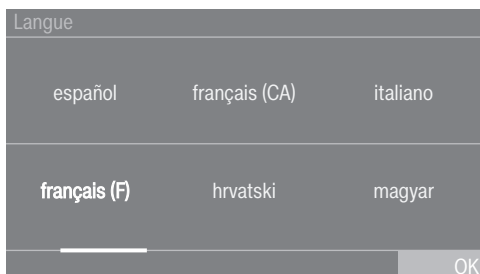 Langue
español français (CA) italiano
français (F) hrvatski magyar
OK